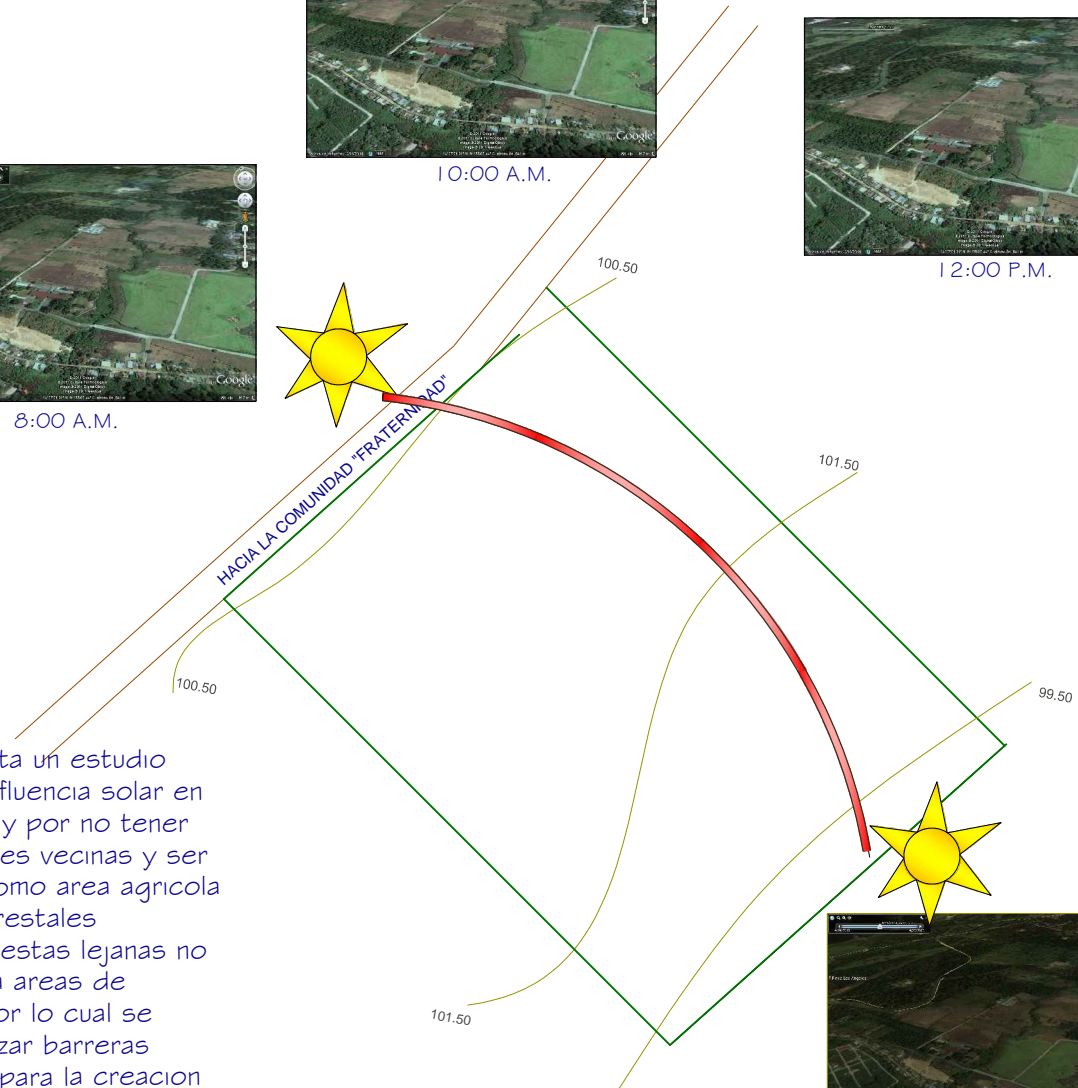 10:00 A.M.
12:00 P.M.
8:00 A.M.
Google
Google
100.50
HACIA LA COMUNIDAD "FRATERNIDAD"
101.50
100.50
99.50
101.50
ta un estudio
fluencia solar en
y por no tener
es vecinas y ser
omo area agricola
restales
estas lejanas no
a areas de
or lo cual se
zar barreras
para la creacion